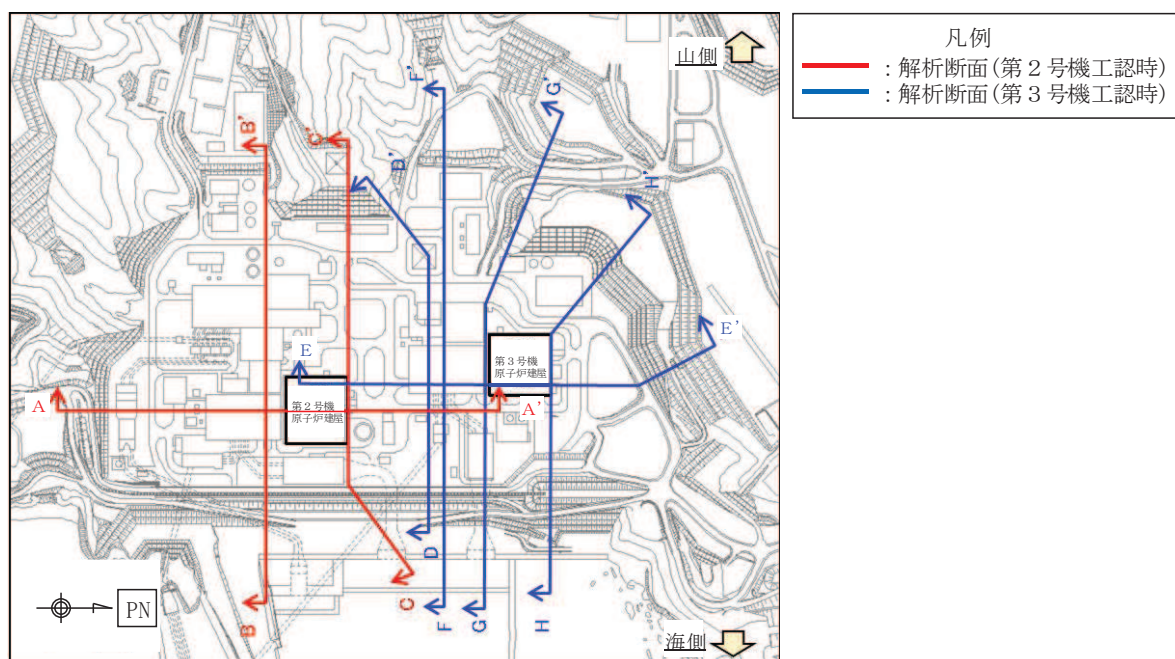 凡例
：解析断面(第２号機工認時)
：解析断面(第３号機工認時)
山側
F'
G'
B'
C'
D'
H'
E
E'
第３号機
原子炉建屋
A
第２号機
原子炉建屋
A'
D
C
PN
B
F
G
H
海側